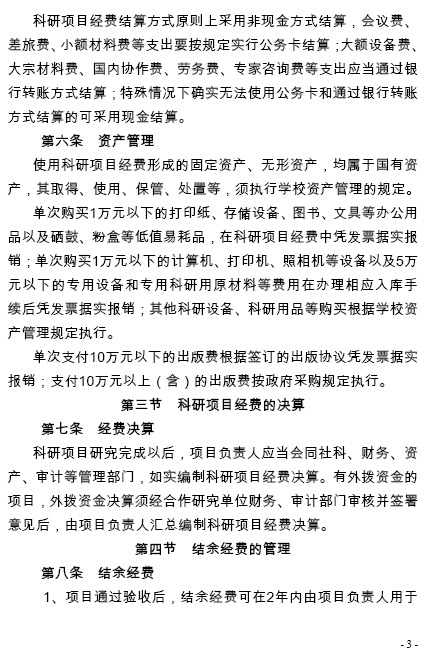 科研项目经费结算方式原则上采用非现金方式结算，会议费、
差旅费、小额材料费等支出要按规定实行公务卡结算；大额设备费、
大宗材料费、国内协作费、劳务费、专家咨询费等支出应当通过银
行转账方式结算；特殊情况下确实无法使用公务卡和通过银行转账
方式结算的可采用现金结算。
第六条　资产管理
使用科研项目经费形成的固定资产、无形资产，均属于国有资
产，其取得、使用、保管、处置等，须执行学校资产管理的规定。
单次购买1万元以下的打印纸、存储设备、图书、文具等办公用
品以及硒鼓、粉盒等低值易耗品，在科研项目经费中凭发票据实报
销；单次购买1万元以下的计算机、打印机、照相机等设备以及5万
元以下的专用设备和专用科研用原材料等费用在办理相应入库手
续后凭发票据实报销；其他科研设备、科研用品等购买根据学校资
产管理规定执行。
单次支付10万元以下的出版费根据签订的出版协议凭发票据实
报销；支付10万元以上（含）的出版费按政府采购规定执行。
第三节　科研项目经费的决算
第七条　经费决算
科研项目研究完成以后，项目负责人应当会同社科、财务、资
产、审计等管理部门，如实编制科研项目经费决算。有外拨资金的
项目，外拨资金决算须经合作研究单位财务、审计部门审核并签署
意见后，由项目负责人汇总编制科研项目经费决算。
第四节　结余经费的管理
第八条　结余经费
1、项目通过验收后，结余经费可在2年内由项目负责人用于
- 3 -